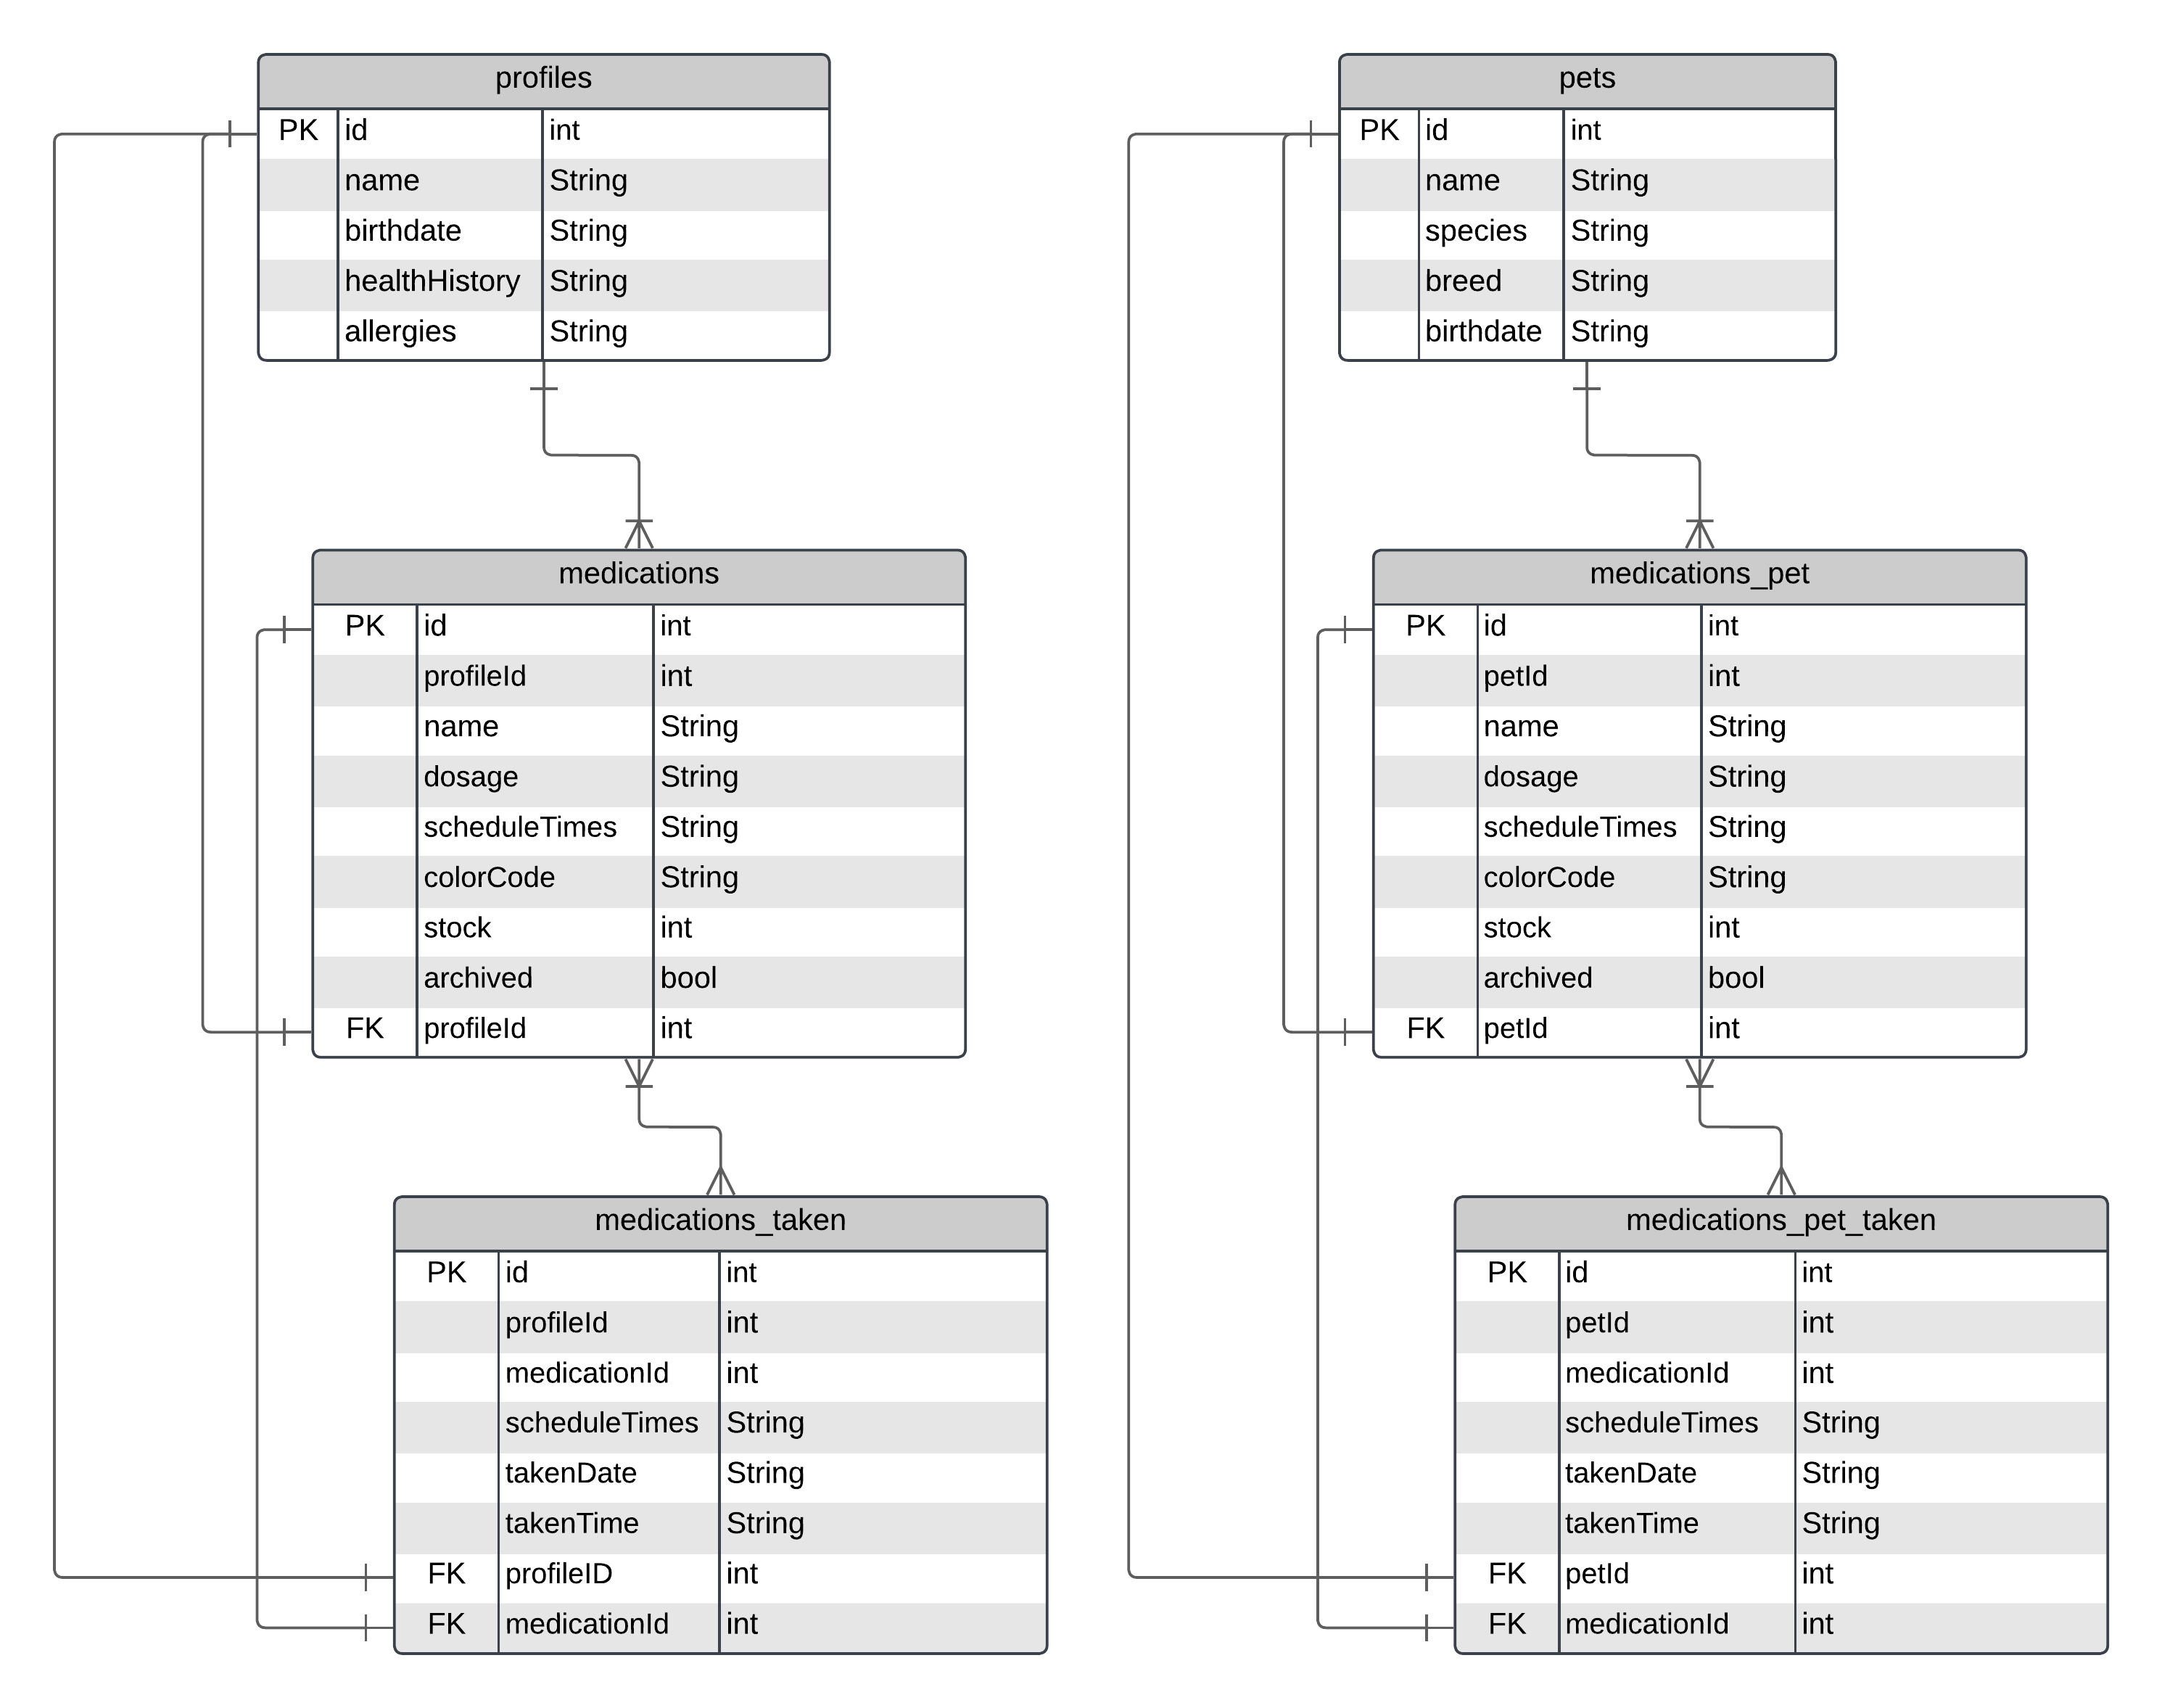 profiles
PK id int
name String
birthdate String
healthHistory String
allergies String
medications
PK id int
profileId int
name String
dosage String
scheduleTimes String
colorCode String
stock int
archived bool
FK profileId int
medications_taken
PK id int
profileId int
medicationId int
scheduleTimes String
takenDate String
takenTime String
FK profileID int
FK medicationId int
pets
PK id int
name String
species String
breed String
birthdate String
medications_pet
PK id int
petId int
name String
dosage String
scheduleTimes String
colorCode String
stock int
archived bool
FK petId int
medications_pet_taken
PK id int
petId int
medicationId int
scheduleTimes String
takenDate String
takenTime String
FK petId int
FK medicationId int